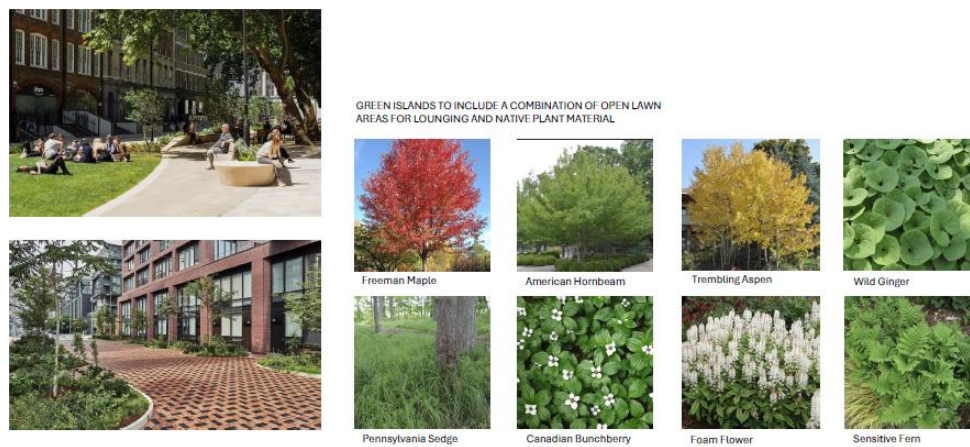 GREEN ISLANDS TO INCLUDE A COMBINATION OF OPEN LAWN
AREAS FOR LOUNGING AND NATIVE PLANT MATERIAL
Freeman Maple
American Hornbeam
Trembling Aspen
Wild Ginger
Pennsylvania Sedge
Canadian Bunchberry
Foam Flower
Sensitive Fern